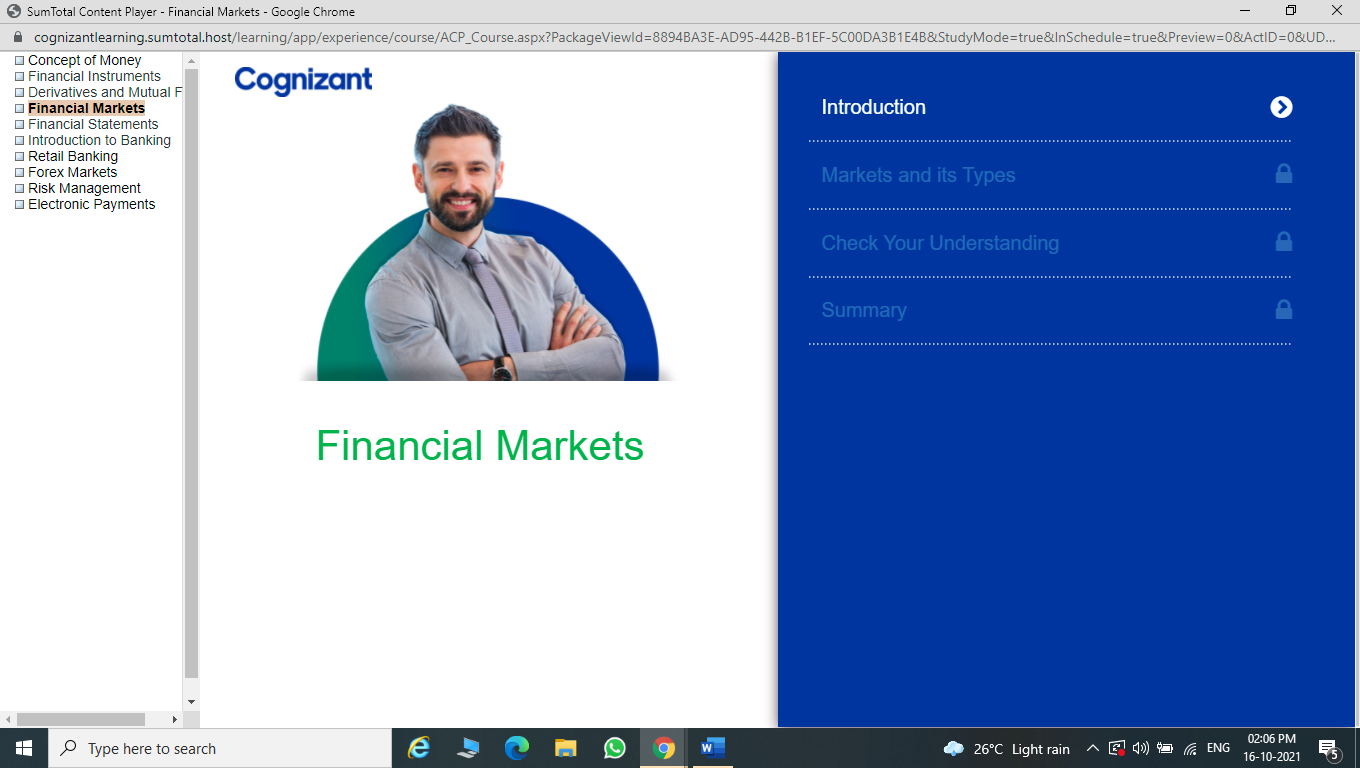 SumTotal Content Player - Financial Markets - Google Chrome
cognizantlearning.sumtotal.host/learning/app/experience/course/ACP_Course.aspx?PackageViewId=8894BA3E-AD95-442B-B1EF-5C00DA3B1E4B&StudyMode=true&InSchedule=true&Preview=0&ActID=0&UD...
Concept of Money
Financial Instruments
Derivatives and Mutual F
Financial Markets
Financial Statements
Introduction to Banking
Retail Banking
Forex Markets
Risk Management
Electronic Payments
Cognizant
Financial Markets
Introduction
Markets and its Types
Check Your Understanding
Summary
Type here to search
W
26°C Light rain
ENG
02:06 PM
16-10-2021
5